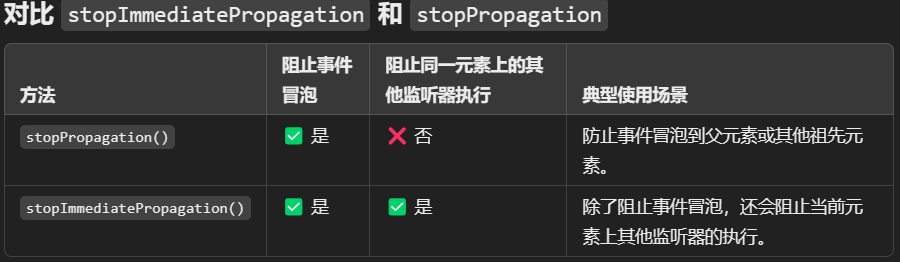 对比 stopImmediatePropagation 和 stopPropagation
方法
阻止事件
冒泡
阻止同一元素上的其
他监听器执行
典型使用场景
stopPropagation()
✅ 是
❌ 否
防止事件冒泡到父元素或其他祖先元
素。
stopImmediatePropagation()
✅ 是
✅ 是
除了阻止事件冒泡，还会阻止当前元
素上其他监听器的执行。